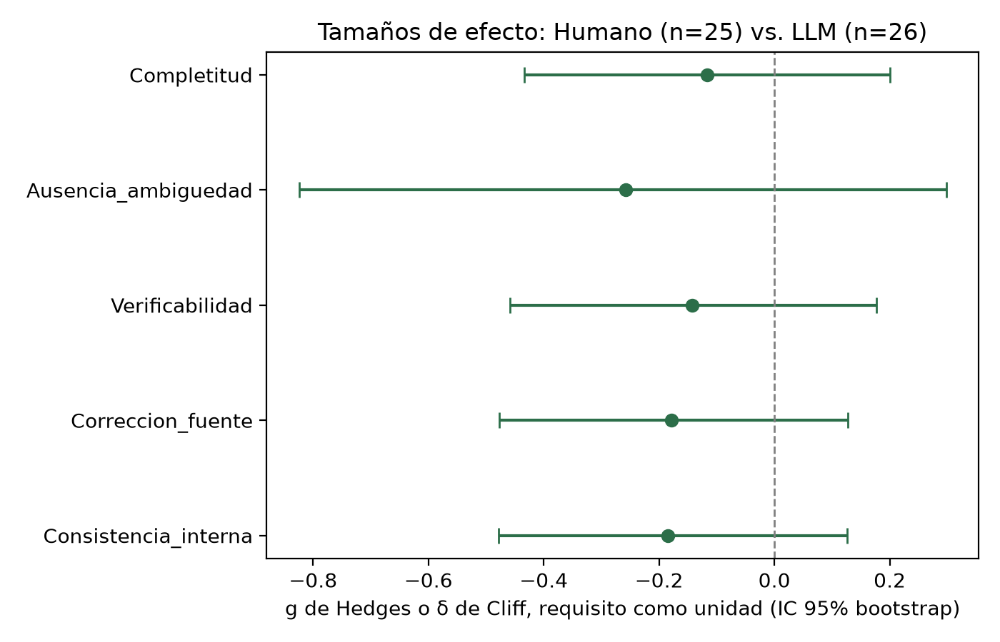 Tamaños de efecto: Humano (n=25) vs. LLM (n=26)
Completitud
Ausencia_ambiguedad
Verificabilidad
Correccion_fuente
Consistencia_interna
−0.8 −0.6 −0.4 −0.2 0.0 0.2
g de Hedges o δ de Cliff, requisito como unidad (IC 95% bootstrap)